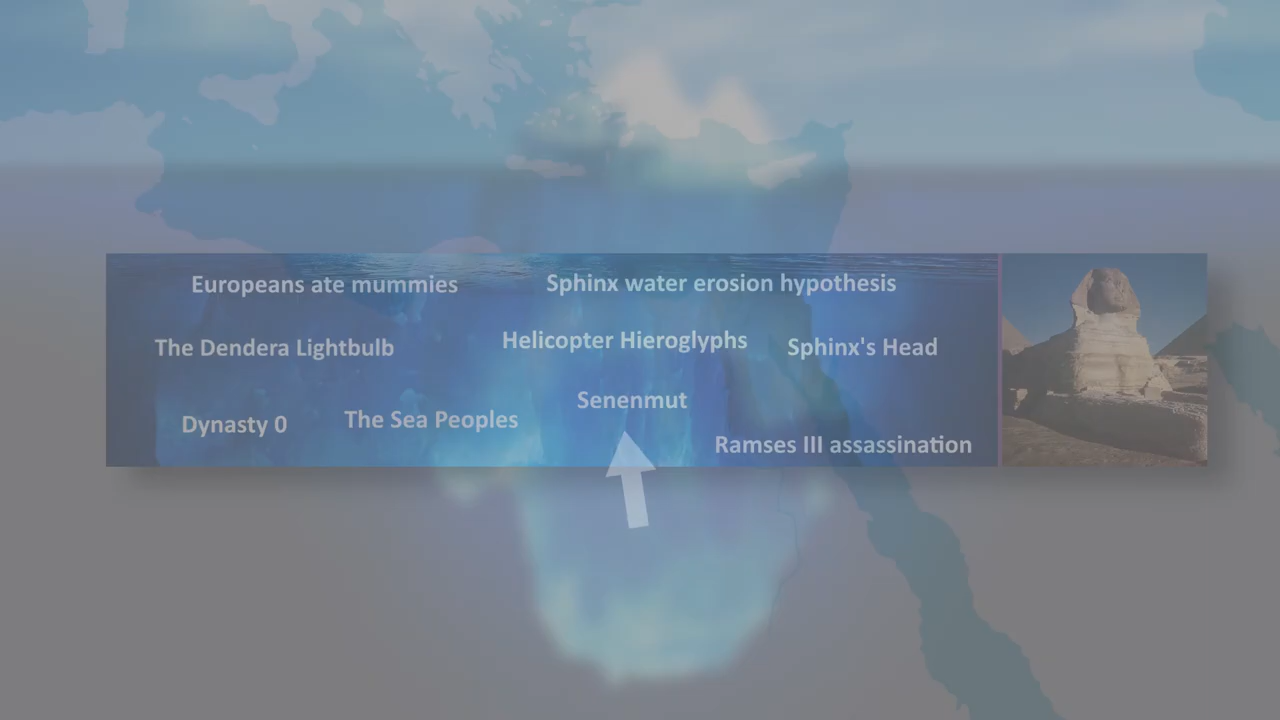 Europeans ate mummies
Sphinx water erosion hypothesis
The Dendera Lightbulb
Helicopter Hieroglyphs
Sphinx's Head
Senenmut
Dynasty 0
The Sea Peoples
Ramses III assassination